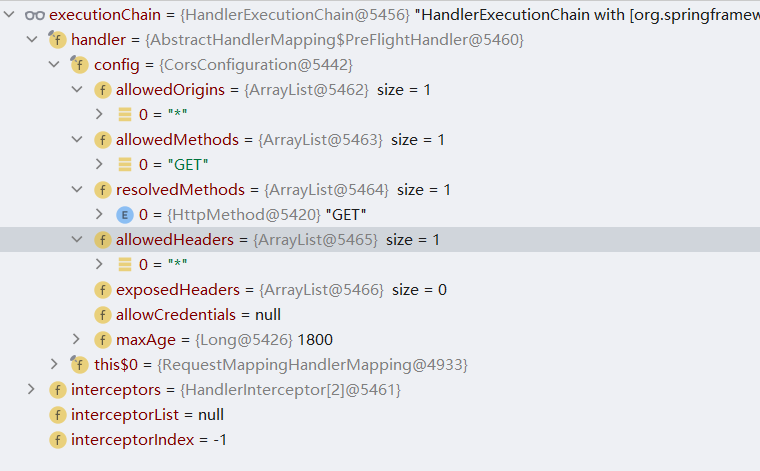 executionChain = {HandlerExecutionChain@5456} "HandlerExecutionChain with [org.springframew
f handler = {AbstractHandlerMapping$PreFlightHandler@5460}
f config = {CorsConfiguration@5442}
f allowedOrigins = {ArrayList@5462} size = 1
0 = "*"
f allowedMethods = {ArrayList@5463} size = 1
0 = "GET"
f resolvedMethods = {ArrayList@5464} size = 1
E 0 = {HttpMethod@5420} "GET"
f allowedHeaders = {ArrayList@5465} size = 1
0 = "*"
f exposedHeaders = {ArrayList@5466} size = 0
f allowCredentials = null
f maxAge = {Long@5426} 1800
f this$0 = {RequestMappingHandlerMapping@4933}
f interceptors = {HandlerInterceptor[2]@5461}
f interceptorList = null
f interceptorIndex = -1